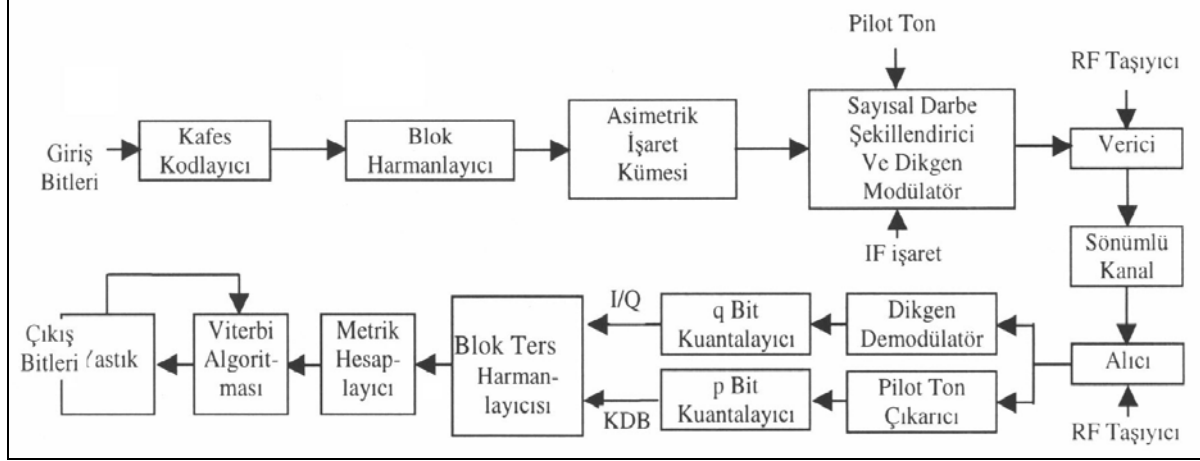 Pilot Ton
RF Taşıyıcı
Giriş
Bitleri
Kafes
Kodlayıcı
Blok
Harmanlayıcı
Asimetrik
İşaret
Kümesi
Sayısal Darbe
Şekillendirici
Ve Dikgen
Modülatör
Verici
IF işaret
Sönümlü
Kanal
Çıkış
Bitleri
Viterbi
Algorit-
ması
Metrik
Hesap-
layıcı
Blok Ters
Harman-
layıcısı
I/Q
KDB
q Bit
Kuantalayıcı
p Bit
Kuantalayıcı
Dikgen
Demodülatör
Pilot Ton
Çıkarıcı
Alıcı
RF Taşıyıcı